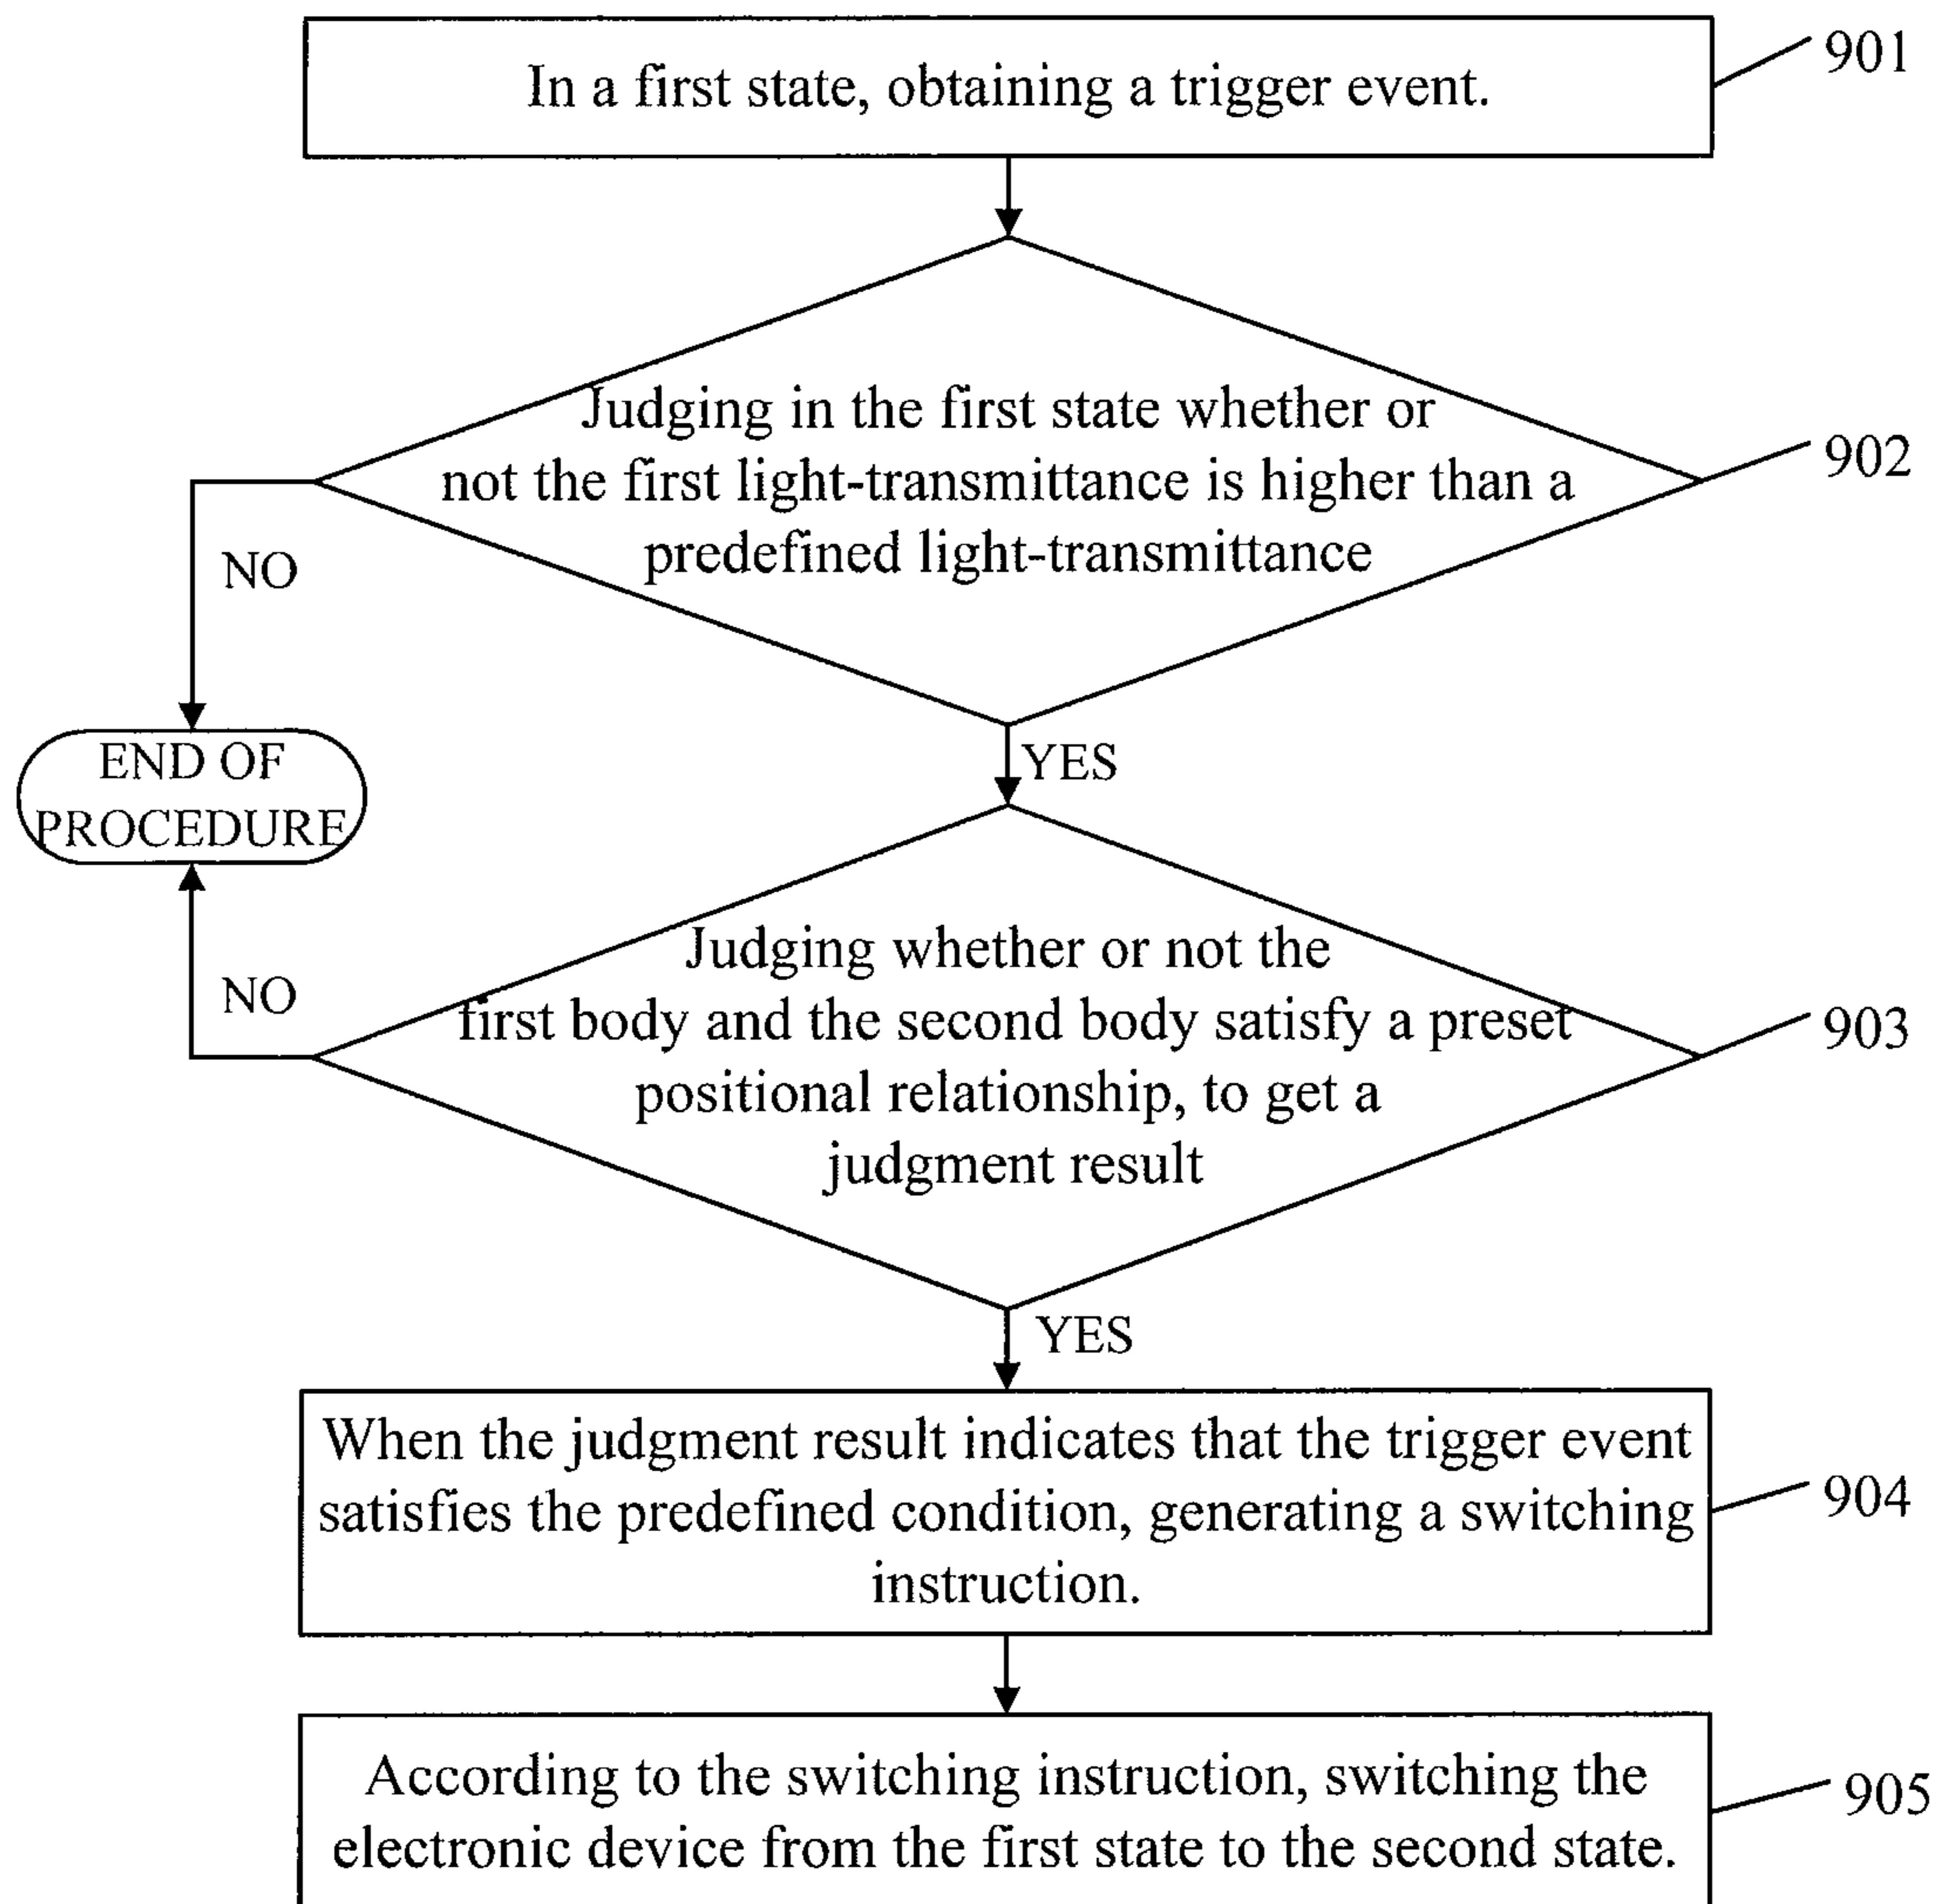 In a first state, obtaining a trigger event.
901
Judging in the first state whether or
not the first light-transmittance is higher than a
predefined light-transmittance
902
NO
YES
END OF
PROCEDURE
Judging whether or not the
first body and the second body satisfy a preset
positional relationship, to get a
judgment result
903
NO
YES
When the judgment result indicates that the trigger event
satisfies the predefined condition, generating a switching
instruction.
904
According to the switching instruction, switching the
electronic device from the first state to the second state.
905